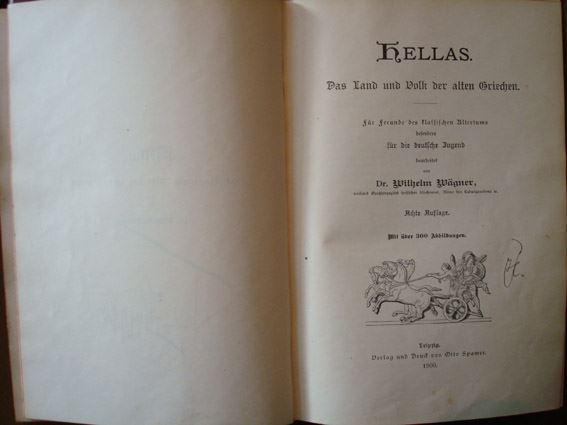 HELLAS.
Das Land und Volk der alten Griechen.
Für Freunde des klassischen Altertums
besonders
für die deutsche Jugend
bearbeitet
von
Dr. Wilhelm Wägner,
Achte Auflage.
Mit über 300 Abbildungen.
Leipzig.
Verlag und Druck von Otto Spamer.
1900.